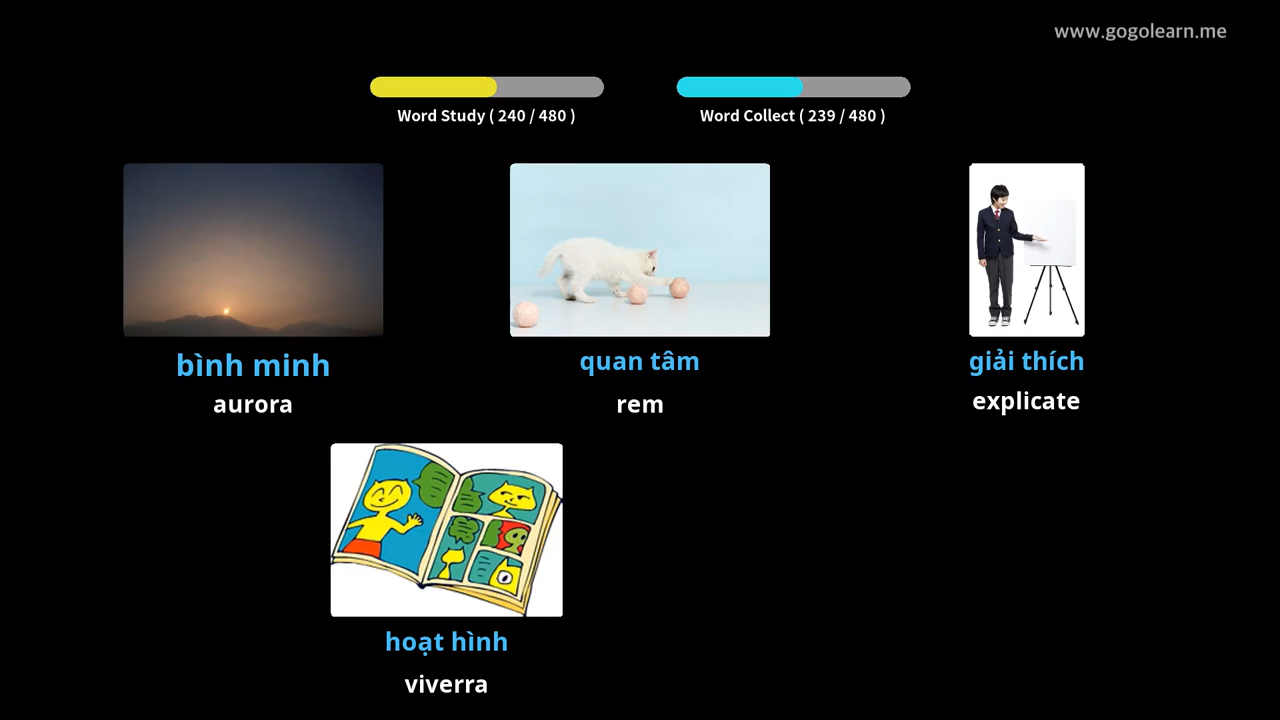 www.gogolearn.me
Word Study ( 240 / 480 )
Word Collect ( 239 / 480 )
bình minh
aurora
quan tâm
rem
giải thích
explicate
hoạt hình
viverra